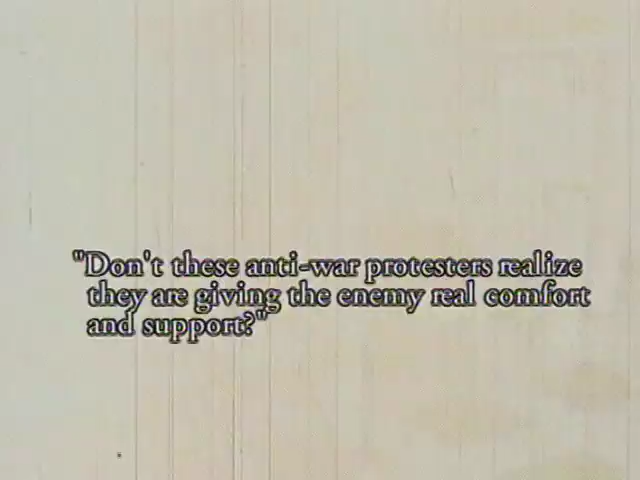 "Don't these anti-war protesters realize
they are giving the enemy real comfort
and support?"